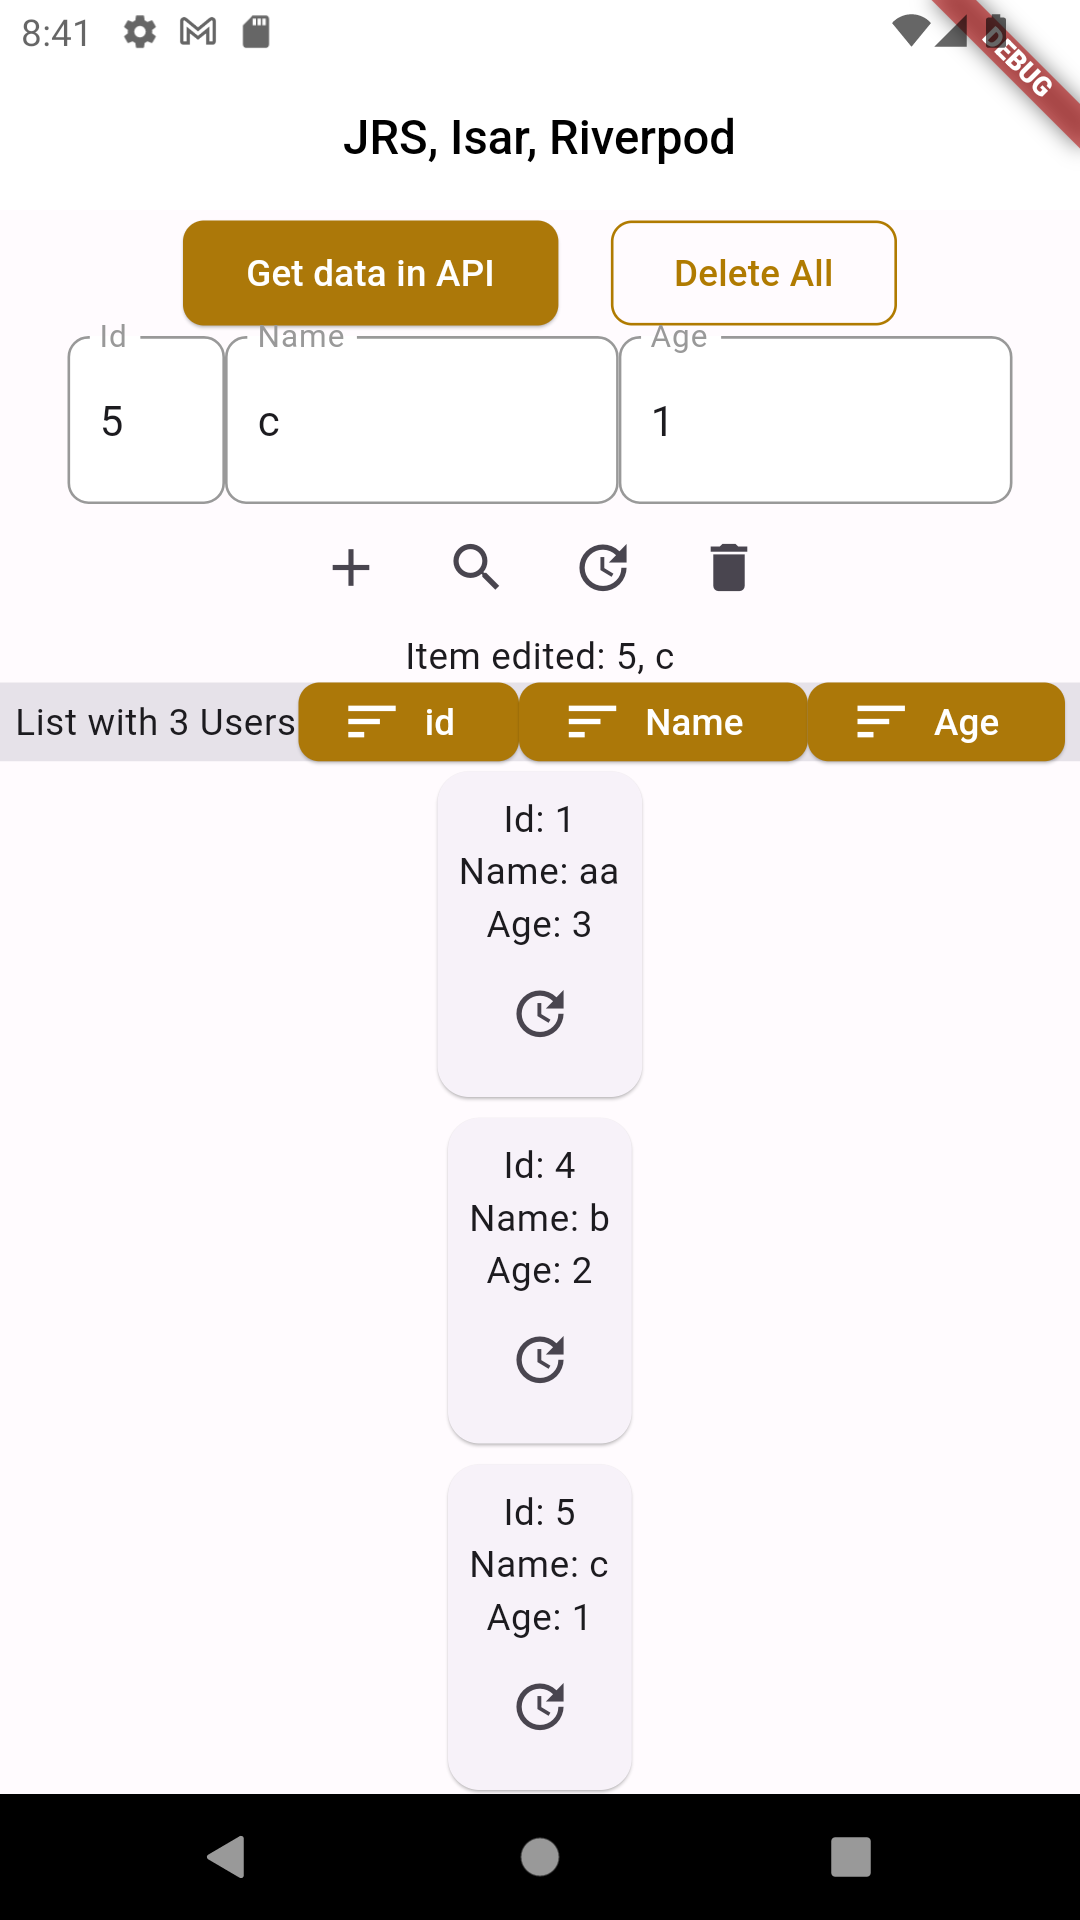 8:41
DEBUG
JRS, Isar, Riverpod
Get data in API Delete All
Id Name Age
5 c 1
Item edited: 5, c
List with 3 Users id Name Age
Id: 1
Name: aa
Age: 3
Id: 4
Name: b
Age: 2
Id: 5
Name: c
Age: 1